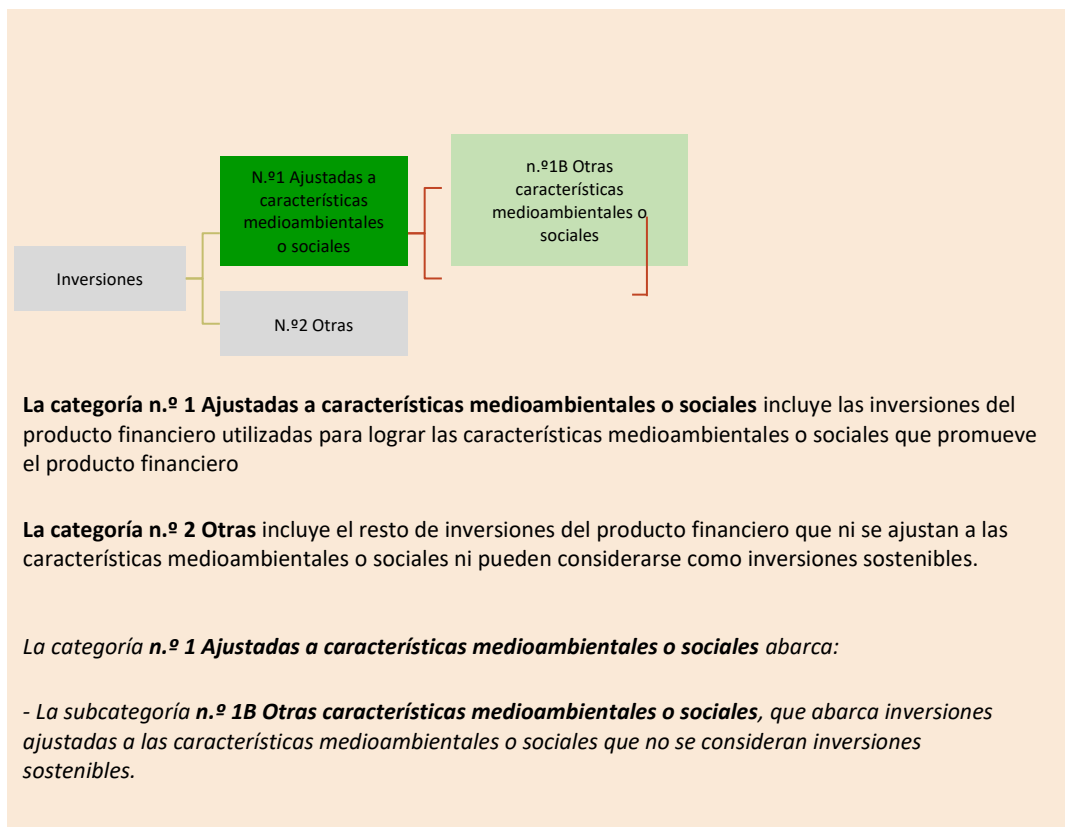 N.º1 Ajustadas a
características
medioambientales
o sociales
n.º1B Otras
características
medioambientales o
sociales
Inversiones
N.º2 Otras
La categoría n.º 1 Ajustadas a características medioambientales o sociales incluye las inversiones del
producto financiero utilizadas para lograr las características medioambientales o sociales que promueve
el producto financiero
La categoría n.º 2 Otras incluye el resto de inversiones del producto financiero que ni se ajustan a las
características medioambientales o sociales ni pueden considerarse como inversiones sostenibles.
La categoría n.º 1 Ajustadas a características medioambientales o sociales abarca:
- La subcategoría n.º 1B Otras características medioambientales o sociales, que abarca inversiones
ajustadas a las características medioambientales o sociales que no se consideran inversiones
sostenibles.